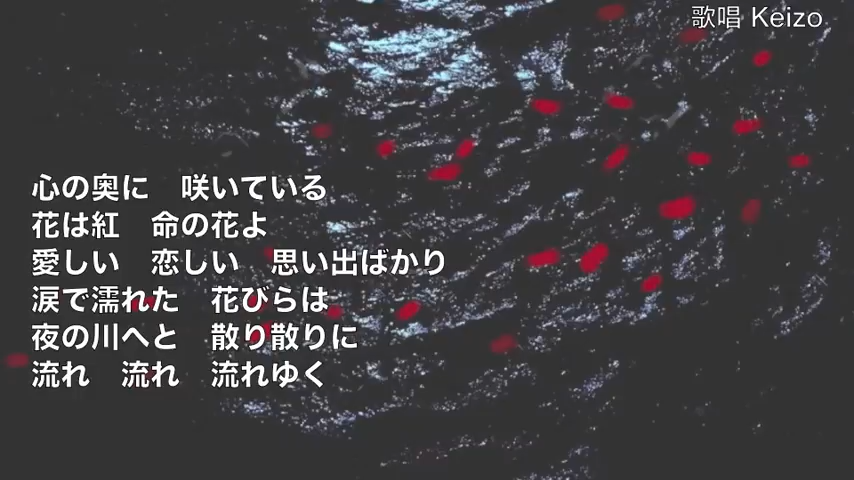 歌唱 Keizo
心の奥に　咲いている
花は紅　命の花よ
愛しい　恋しい　思い出ばかり
涙で濡れた　花びらは
夜の川へと　散り散りに
流れ　流れ　流れゆく